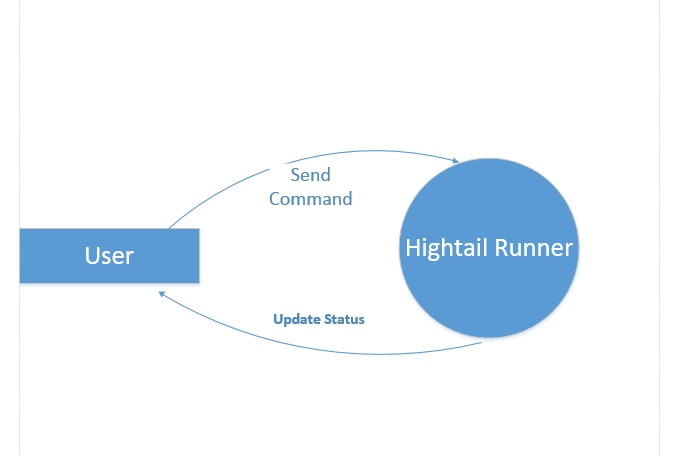 Send
Command
User
Hightail Runner
Update Status